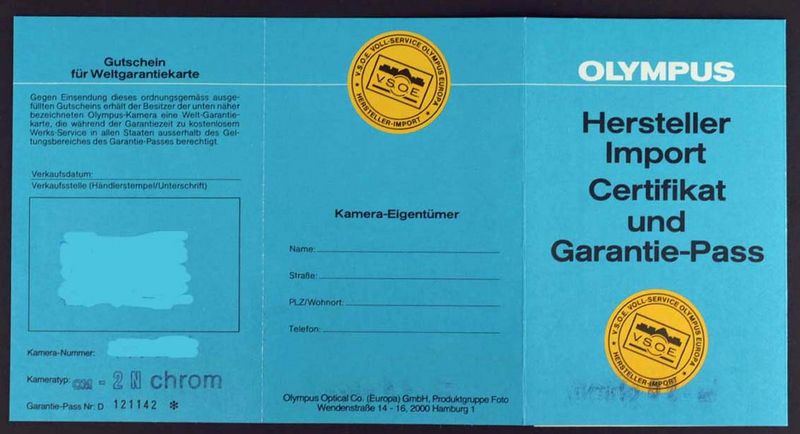 Gutschein
für Weltgarantiekarte
Gegen Einsendung dieses ordnungsgemäss ausge-
füllten Gutscheins erhält der Besitzer der unten näher
bezeichneten Olympus-Kamera eine Welt-Garantie-
karte, die während der Garantiezeit zu kostenlosem
Werks-Service in allen Staaten ausserhalb des Gel-
tungsbereiches des Garantie-Passes berechtigt.
Verkaufsdatum:
Verkaufsstelle (Händlerstempel/Unterschrift)
Kamera-Nummer:
Kameratyp: OM - 2 N chrom
Garantie-Pass Nr: D 121142 *
V.S.O.E. VOLL-SERVICE OLYMPUS EUROPA
V.S.O.E.
HERSTELLER-IMPORT
Kamera-Eigentümer
Name:
Straße:
PLZ/Wohnort:
Telefon:
Olympus Optical Co. (Europa) GmbH, Produktgruppe Foto
Wendenstraße 14 - 16, 2000 Hamburg 1
OLYMPUS
Hersteller
Import
Certifikat
und
Garantie-Pass
V.S.O.E. VOLL-SERVICE OLYMPUS EUROPA
V.S.O.E.
HERSTELLER-IMPORT